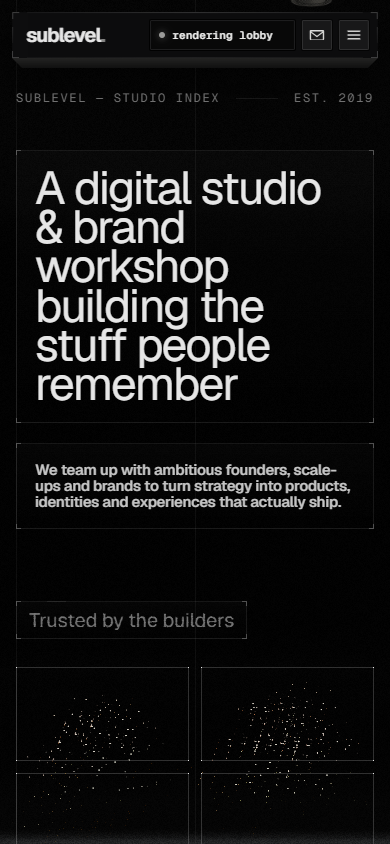 sublevel.
rendering lobby
SUBLEVEL — STUDIO INDEX
EST. 2019
A digital studio
& brand
workshop
building the
stuff people
remember
We team up with ambitious founders, scale-
ups and brands to turn strategy into products,
identities and experiences that actually ship.
Trusted by the builders